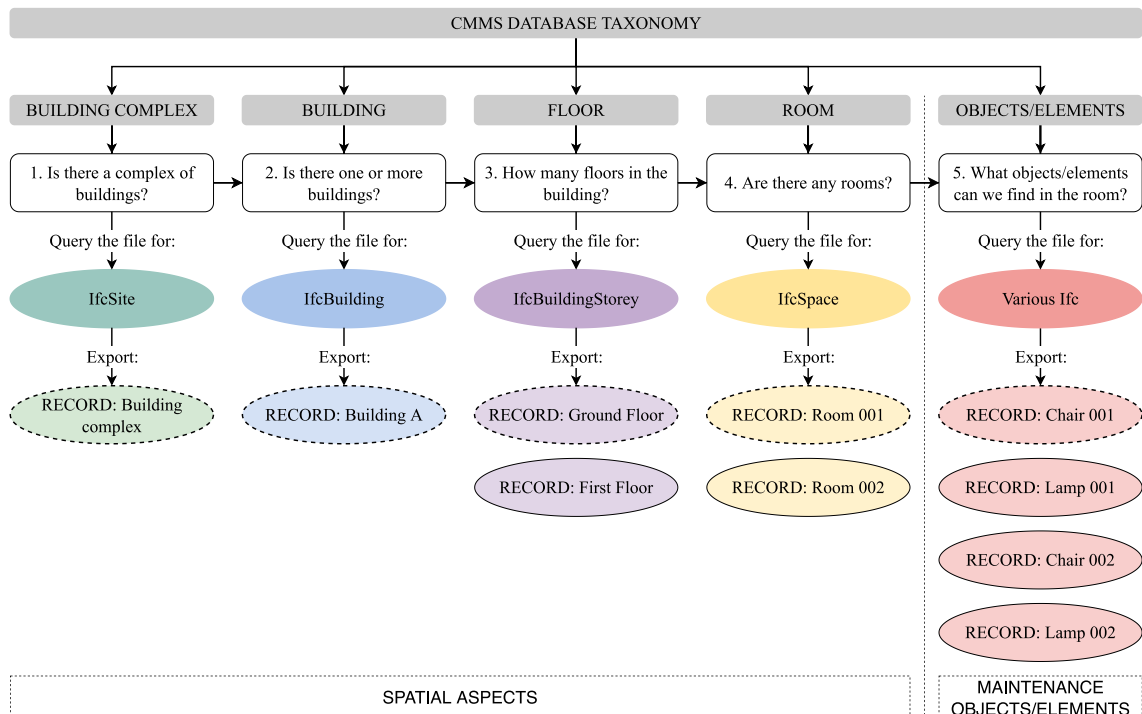 CMMS DATABASE TAXONOMY
BUILDING COMPLEX
BUILDING
FLOOR
ROOM
OBJECTS/ELEMENTS
1. Is there a complex of
buildings?
2. Is there one or more
buildings?
3. How many floors in the
building?
4. Are there any rooms?
5. What objects/elements
can we find in the room?
Query the file for:
Query the file for:
Query the file for:
Query the file for:
Query the file for:
IfcSite
IfcBuilding
IfcBuildingStorey
IfcSpace
Various Ifc
Export:
Export:
Export:
Export:
Export:
RECORD: Building
complex
RECORD: Building A
RECORD: Ground Floor
RECORD: Room 001
RECORD: Chair 001
RECORD: First Floor
RECORD: Room 002
RECORD: Lamp 001
RECORD: Chair 002
RECORD: Lamp 002
SPATIAL ASPECTS
MAINTENANCE
OBJECTS/ELEMENTS